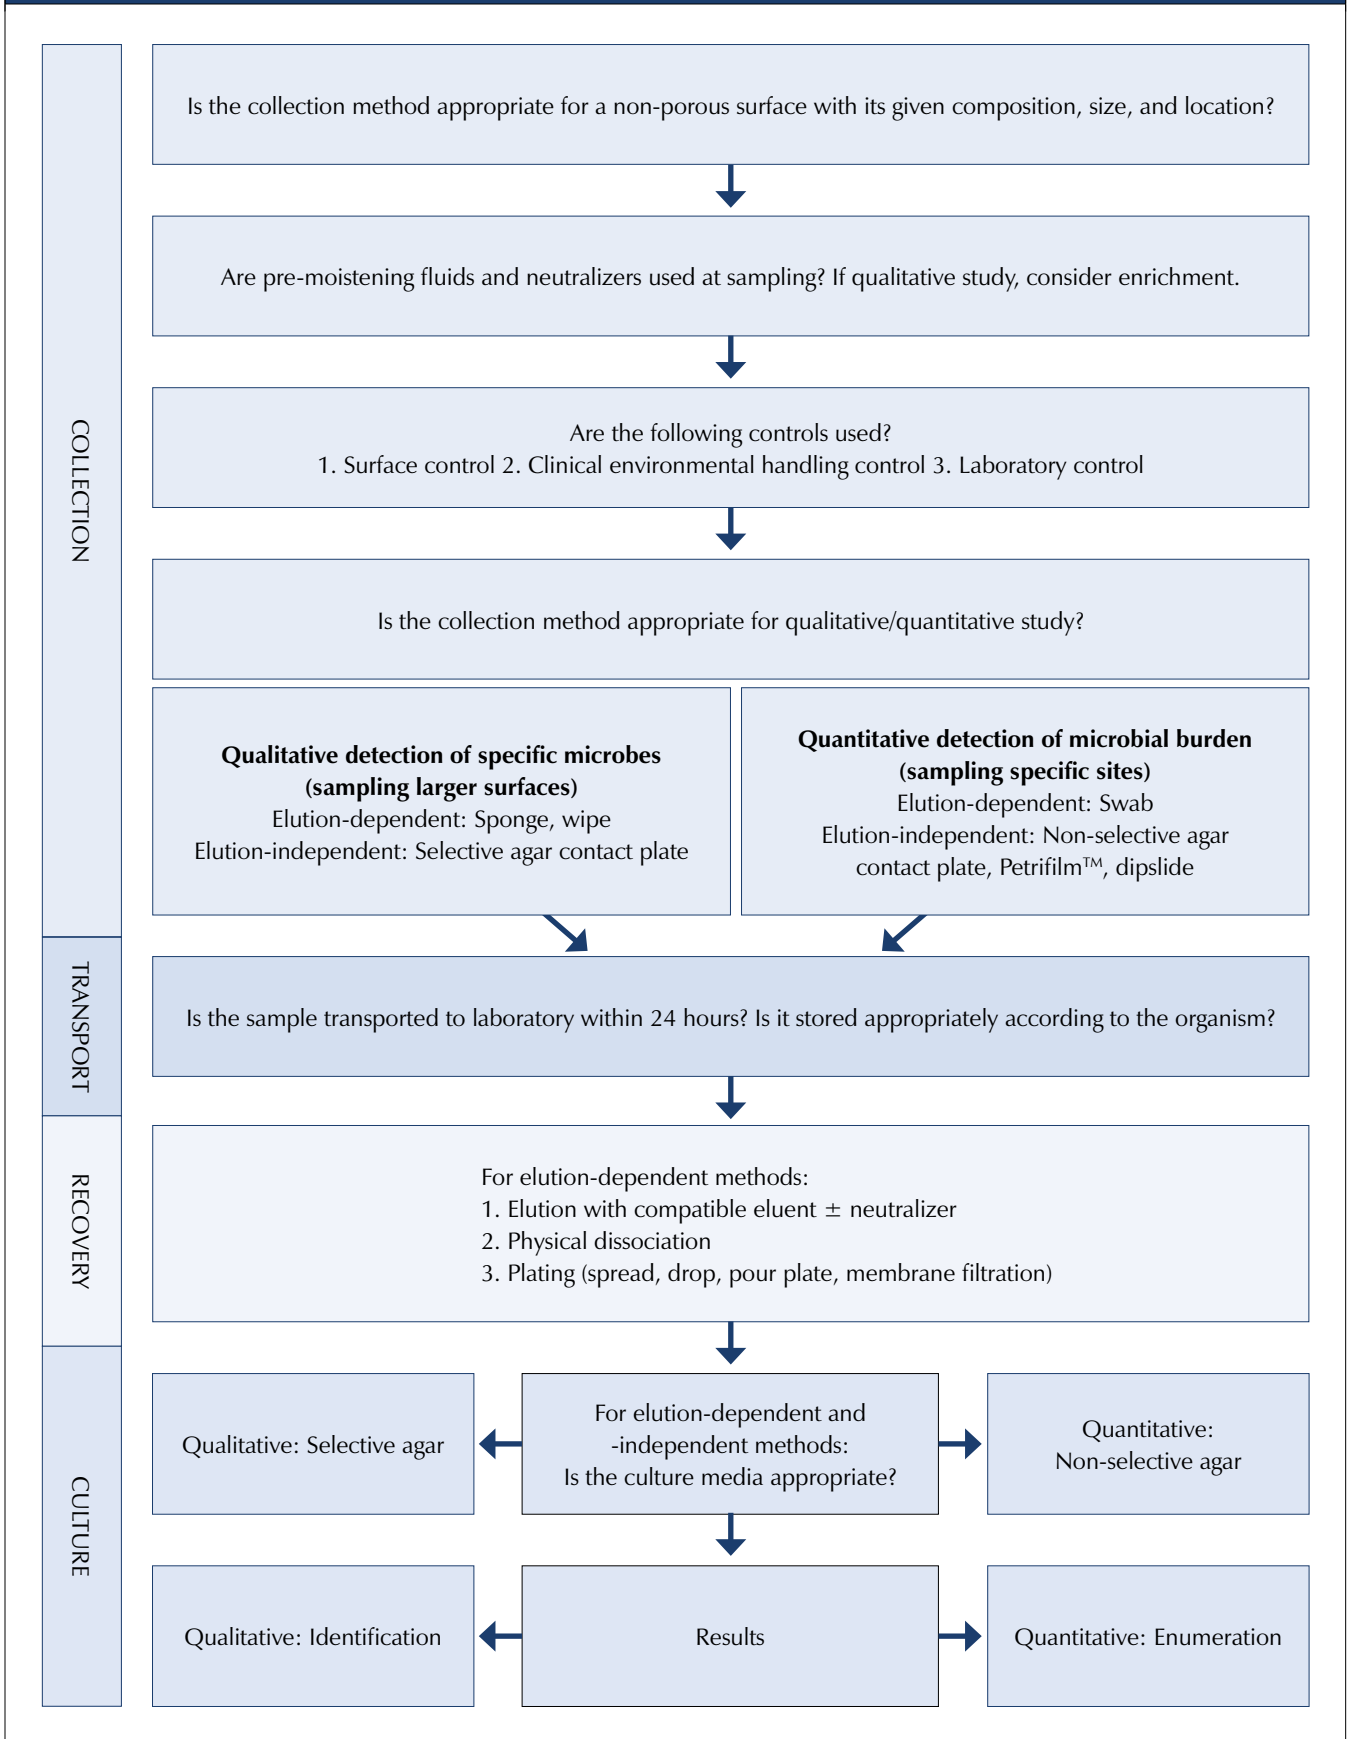 COLLECTION
Is the collection method appropriate for a non-porous surface with its given composition, size, and location?
Are pre-moistening fluids and neutralizers used at sampling? If qualitative study, consider enrichment.
Are the following controls used?
1. Surface control 2. Clinical environmental handling control 3. Laboratory control
Is the collection method appropriate for qualitative/quantitative study?
Qualitative detection of specific microbes
(sampling larger surfaces)
Elution-dependent: Sponge, wipe
Elution-independent: Selective agar contact plate
Quantitative detection of microbial burden
(sampling specific sites)
Elution-dependent: Swab
Elution-independent: Non-selective agar
contact plate, Petrifilm™, dipslide
TRANSPORT
Is the sample transported to laboratory within 24 hours? Is it stored appropriately according to the organism?
RECOVERY
For elution-dependent methods:
1. Elution with compatible eluent ± neutralizer
2. Physical dissociation
3. Plating (spread, drop, pour plate, membrane filtration)
CULTURE
Qualitative: Selective agar
For elution-dependent and
-independent methods:
Is the culture media appropriate?
Quantitative:
Non-selective agar
Qualitative: Identification
Results
Quantitative: Enumeration